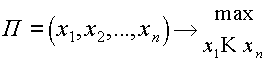 П = (x₁, x₂, ..., xₙ) → max
x₁K xₙ